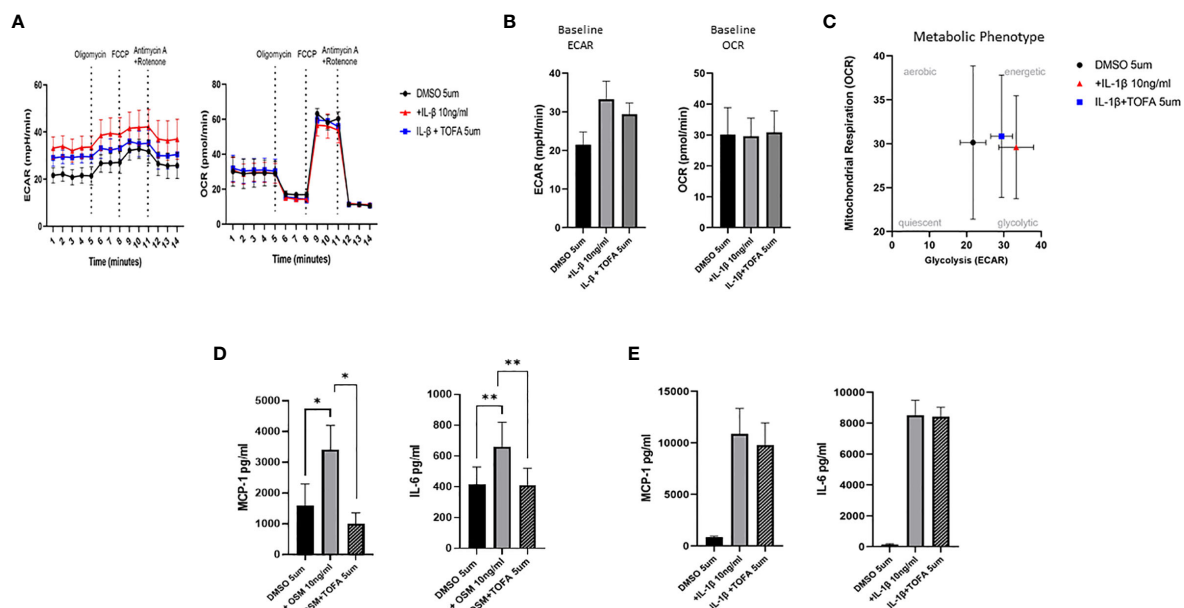 A
Oligomycin FCCP Antimycin A
+Rotenone
ECAR (mpH/min)
60
40
20
0
1 2 3 4 5 6 7 8 9 10 11 12 13 14
Time (minutes)
Oligomycin FCCP Antimycin A
+Rotenone
OCR (pmol/min)
100
80
60
40
20
0
1 2 3 4 5 6 7 8 9 10 11 12 13 14
Time (minutes)
DMSO 5um
+IL-β 10ng/ml
IL-β + TOFA 5um
B
Baseline
ECAR
ECAR (mpH/min)
50
40
30
20
10
0
DMSO 5um
+IL-β 10ng/ml
IL-β + TOFA 5um
Baseline
OCR
OCR (pmol/min)
50
40
30
20
10
0
DMSO 5um
+IL-1β 10ng/ml
IL-1β+TOFA 5um
C
Metabolic Phenotype
Mitochondrial Respiration (OCR)
40
35
30
25
20
aerobic energetic
quiescent glycolytic
0 10 20 30 40
Glycolysis (ECAR)
DMSO 5um
+IL-1β 10ng/ml
IL-1β+TOFA 5um
D
MCP-1 pg/ml
5000
4000
3000
2000
1000
0
* *
DMSO 5um
+ OSM 10ng/ml
OSM+TOFA 5um
IL-6 pg/ml
1000
800
600
400
200
0
** **
DMSO 5um
+ OSM 10ng/ml
OSM+TOFA 5um
E
MCP-1 pg/ml
15000
10000
5000
0
DMSO 5um
+IL-1β 10ng/ml
IL-1β+TOFA 5um
IL-6 pg/ml
10000
8000
6000
4000
2000
0
DMSO 5um
+IL-1β 10ng/ml
IL-1β+TOFA 5um